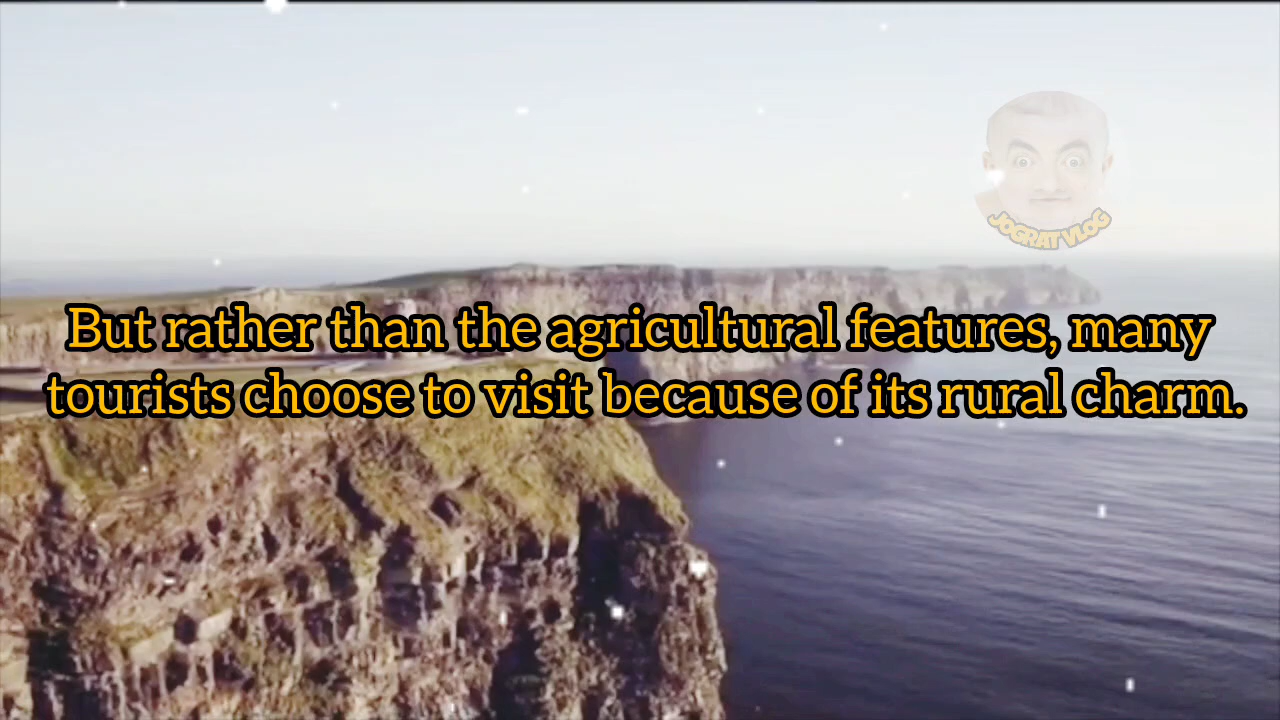 JOGRAT VLOG
But rather than the agricultural features, many
tourists choose to visit because of its rural charm.